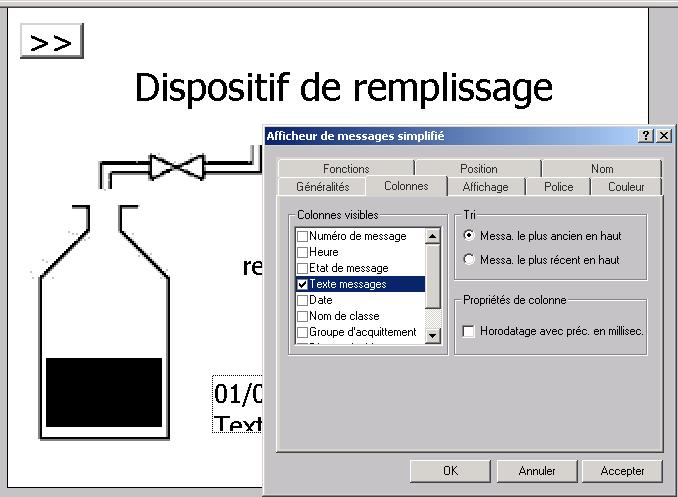 >>
Dispositif de remplissage
re
01/0
Text
Afficheur de messages simplifié
Fonctions Position Nom
Généralités Colonnes Affichage Police Couleur
Colonnes visibles
Numéro de message
Heure
Etat de message
Texte messages
Date
Nom de classe
Groupe d'acquittement
Tri
Messa. le plus ancien en haut
Messa. le plus récent en haut
Propriétés de colonne
Horodatage avec préc. en millisec.
OK Annuler Accepter